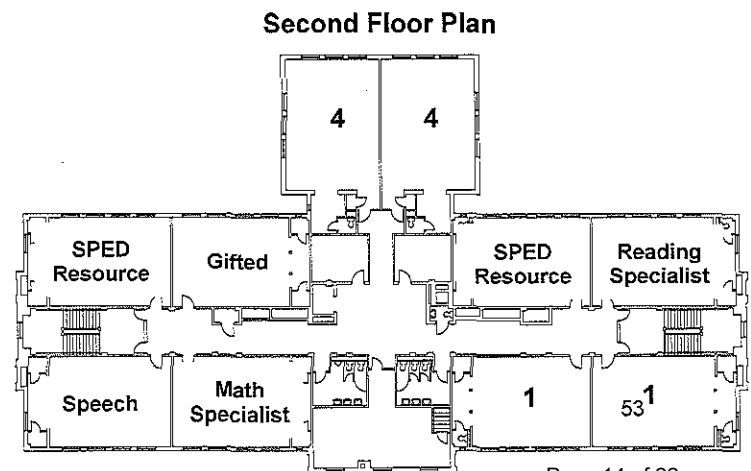 Second Floor Plan
4
4
SPED
Resource
Gifted
SPED
Resource
Reading
Specialist
Speech
Math
Specialist
1
1
53